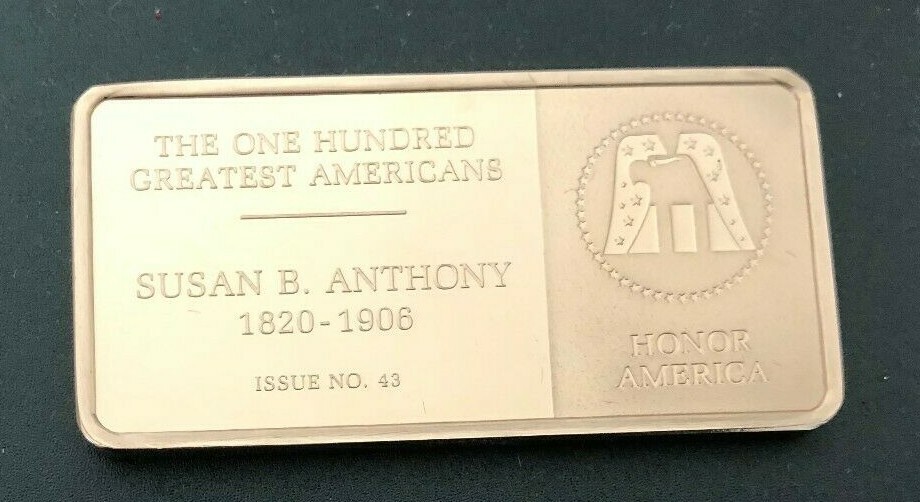 THE ONE HUNDRED
GREATEST AMERICANS
SUSAN B. ANTHONY
1820-1906
ISSUE NO. 43
HONOR
AMERICA